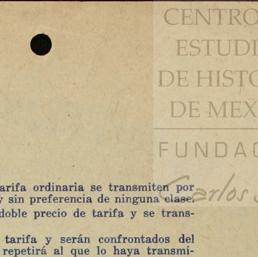 CENTRO
ESTUDI
DE HISTO
DE MEX
FUNDAC
Carlos S
tarifa ordinaria se transmiten por
y sin preferencia de ninguna clase.
doble precio de tarifa y se trans-
tarifa y serán confrontados del
repetirá al que lo haya transmi-